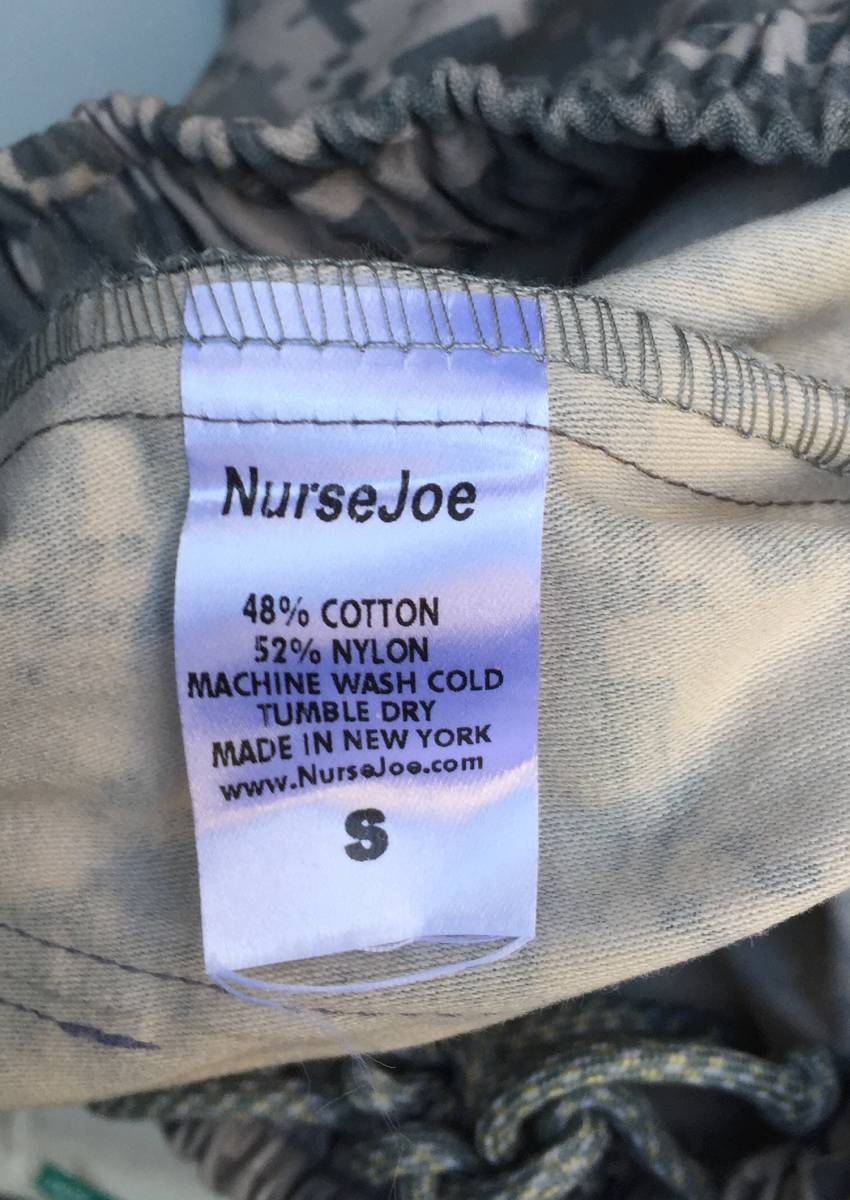 NurseJoe
48% COTTON
52% NYLON
MACHINE WASH COLD
TUMBLE DRY
MADE IN NEW YORK
www.NurseJoe.com
S